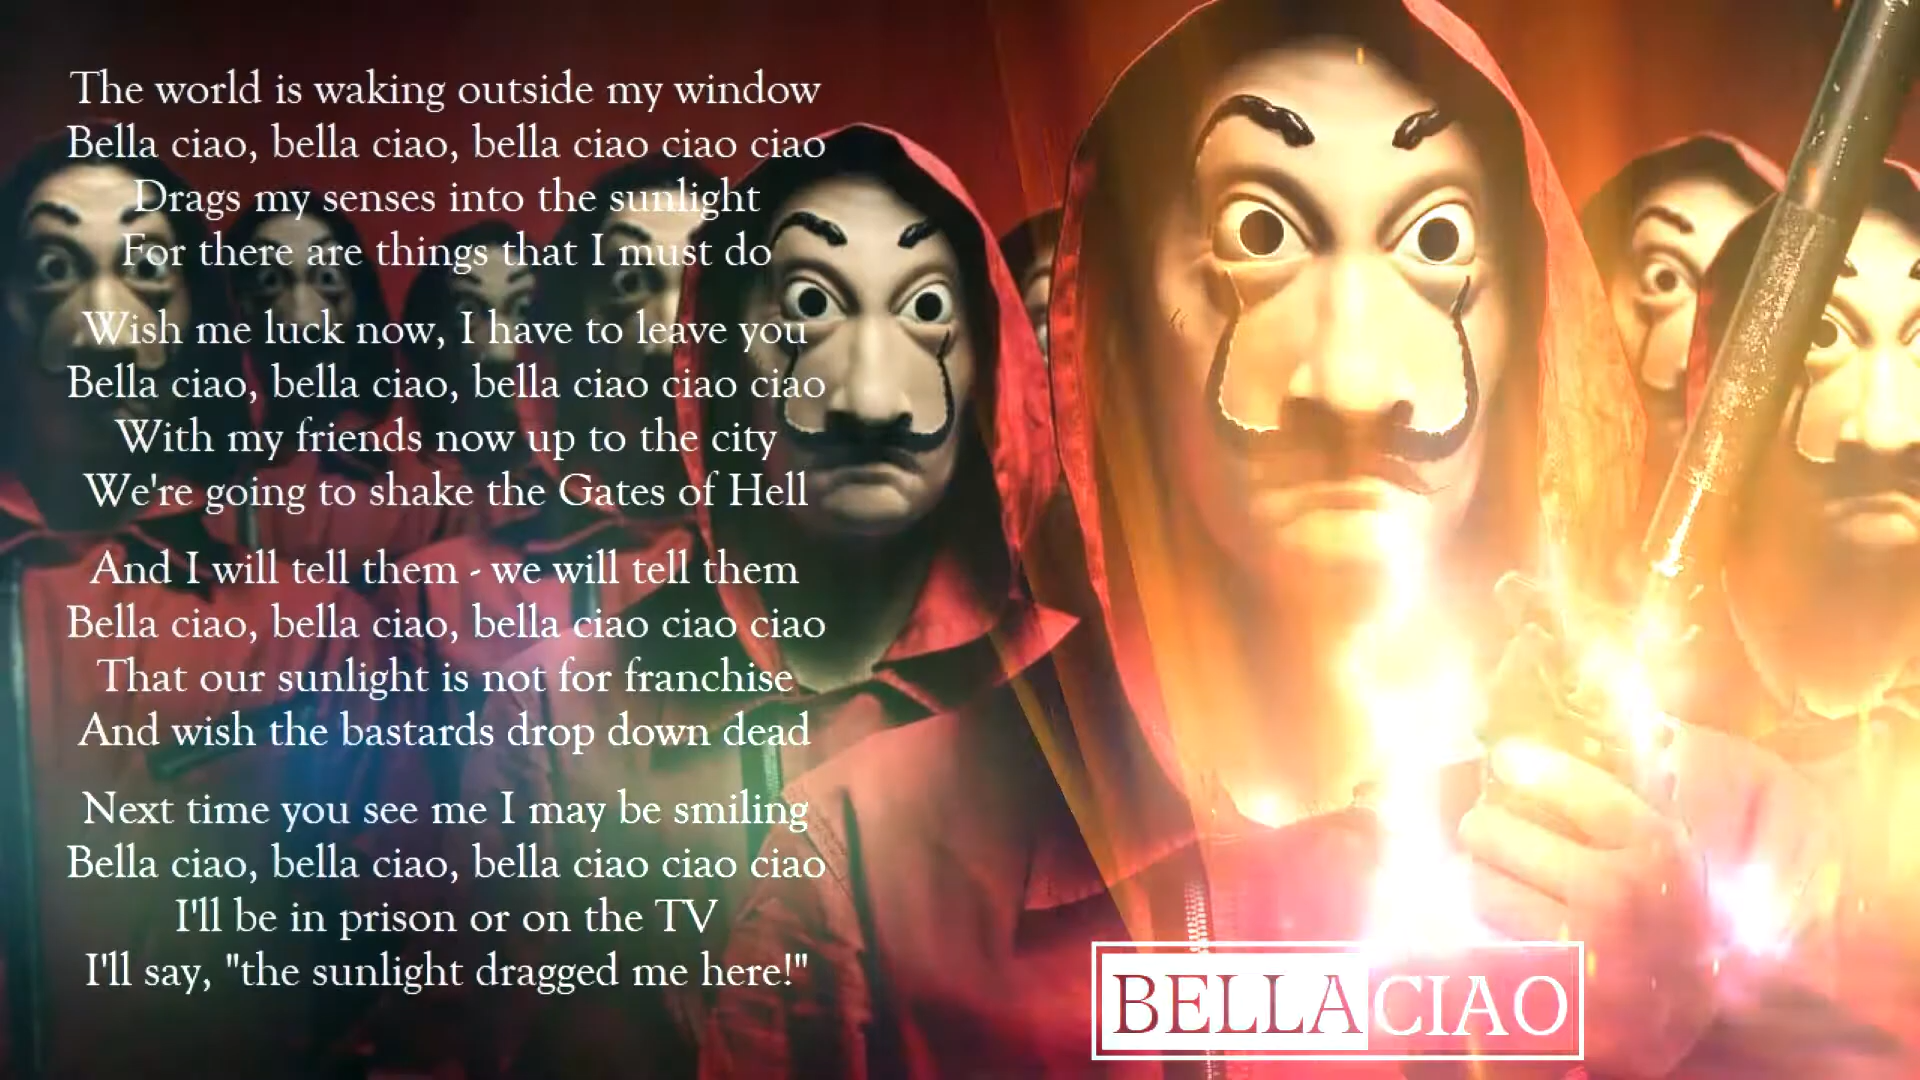 The world is waking outside my window
Bella ciao, bella ciao, bella ciao ciao ciao
Drags my senses into the sunlight
For there are things that I must do
Wish me luck now, I have to leave you
Bella ciao, bella ciao, bella ciao ciao ciao
With my friends now up to the city
We're going to shake the Gates of Hell
And I will tell them - we will tell them
Bella ciao, bella ciao, bella ciao ciao ciao
That our sunlight is not for franchise
And wish the bastards drop down dead
Next time you see me I may be smiling
Bella ciao, bella ciao, bella ciao ciao ciao
I'll be in prison or on the TV
I'll say, "the sunlight dragged me here!"
BELLA CIAO